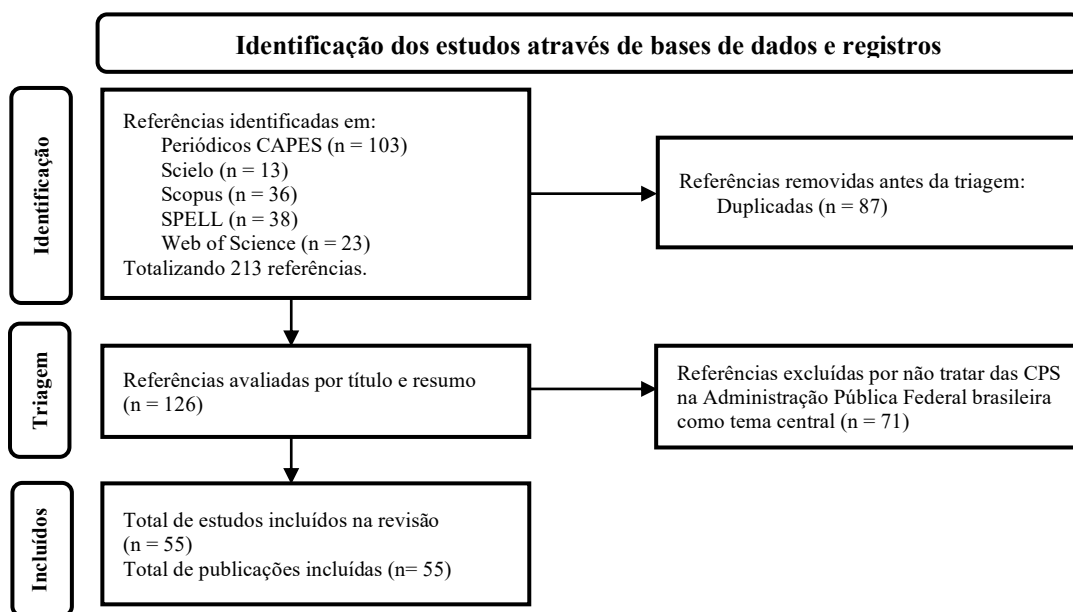 Identificação dos estudos através de bases de dados e registros
Identificação
Referências identificadas em:
Periódicos CAPES (n = 103)
Scielo (n = 13)
Scopus (n = 36)
SPELL (n = 38)
Web of Science (n = 23)
Totalizando 213 referências.
Referências removidas antes da triagem:
Duplicadas (n = 87)
Triagem
Referências avaliadas por título e resumo
(n = 126)
Referências excluídas por não tratar das CPS
na Administração Pública Federal brasileira
como tema central (n = 71)
Incluídos
Total de estudos incluídos na revisão
(n = 55)
Total de publicações incluídas (n= 55)